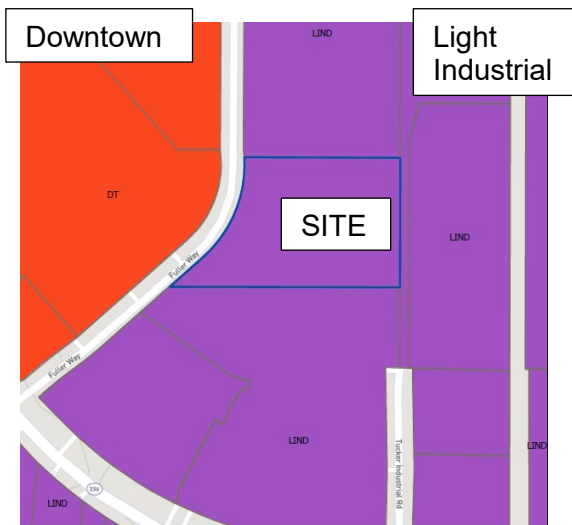 Downtown
LIND
Light
Industrial
DT
SITE
LIND
Fuller Way
Fuller Way
LIND
Tucker Industrial Rd
LIND
236
LIND